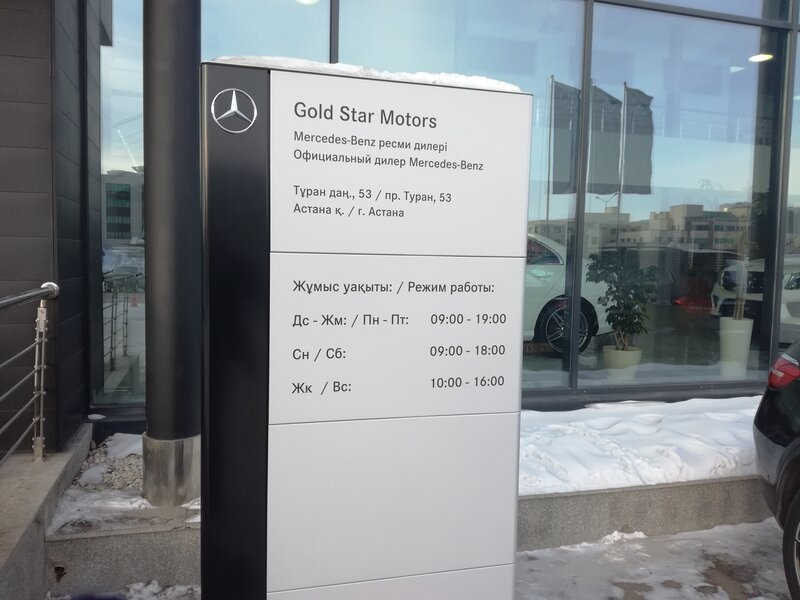 Gold Star Motors
Mercedes-Benz ресми дилері
Официальный дилер Mercedes-Benz
Тұран даң., 53 / пр. Туран, 53
Астана қ. / г. Астана
Жұмыс уақыты: / Режим работы:
Дс - Жм: / Пн - Пт: 09:00 - 19:00
Сн / Сб: 09:00 - 18:00
Жк / Вс: 10:00 - 16:00